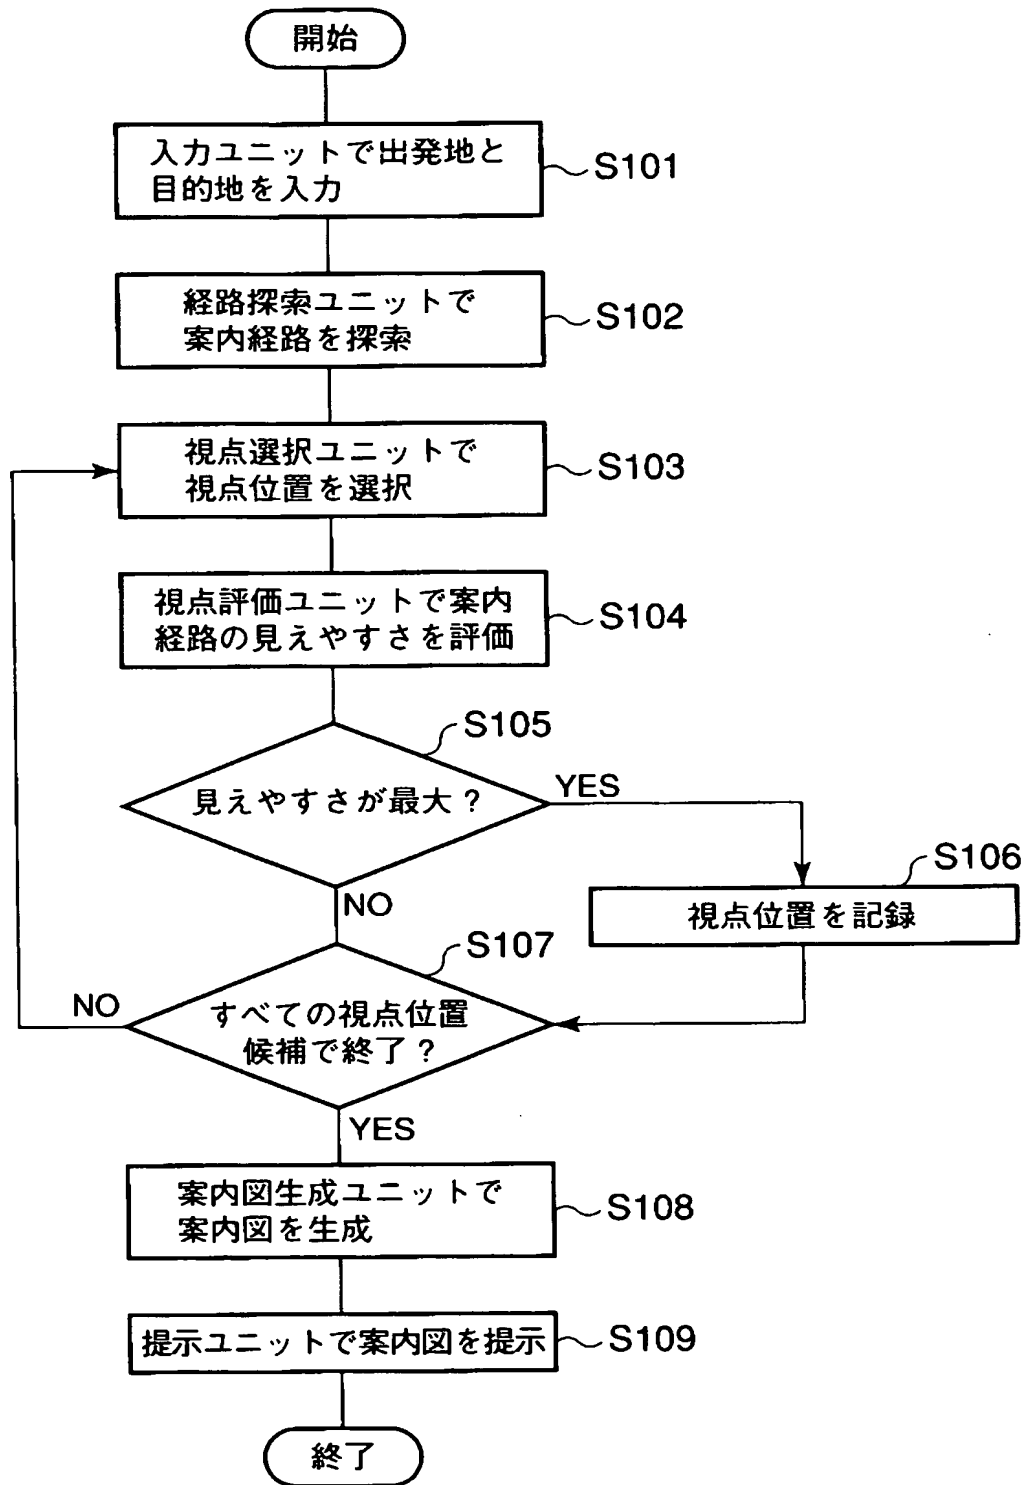 開始
入力ユニットで出発地と
目的地を入力
S101
経路探索ユニットで
案内経路を探索
S102
視点選択ユニットで
視点位置を選択
S103
視点評価ユニットで案内
経路の見えやすさを評価
S104
S105
見えやすさが最大?
YES
S106
視点位置を記録
NO
S107
NO
すべての視点位置
候補で終了?
YES
案内図生成ユニットで
案内図を生成
S108
提示ユニットで案内図を提示
S109
終了